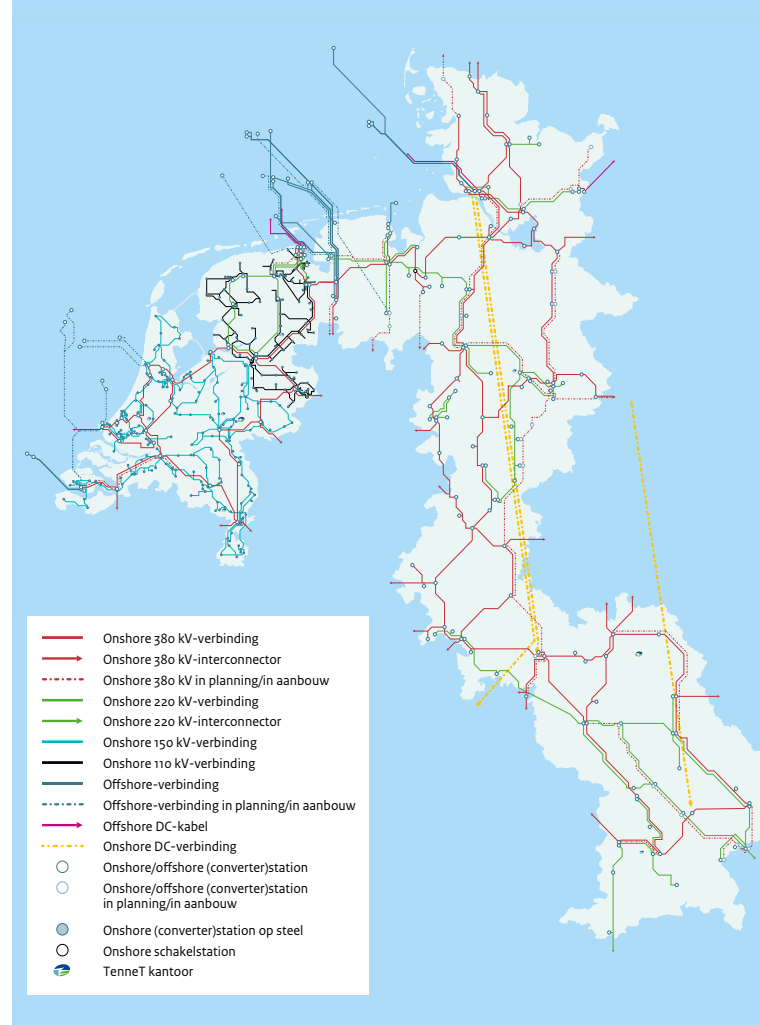 Onshore 380 kV-verbinding
Onshore 380 kV-interconnector
Onshore 380 kV in planning/in aanbouw
Onshore 220 kV-verbinding
Onshore 220 kV-interconnector
Onshore 150 kV-verbinding
Onshore 110 kV-verbinding
Offshore-verbinding
Offshore-verbinding in planning/in aanbouw
Offshore DC-kabel
Onshore DC-verbinding
Onshore/offshore (converter)station
Onshore/offshore (converter)station
in planning/in aanbouw
Onshore (converter)station op steel
Onshore schakelstation
TenneT kantoor